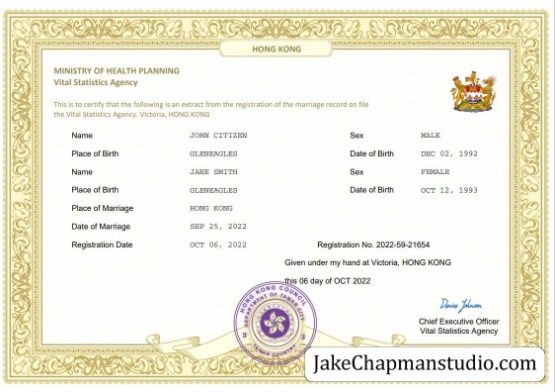 HONG KONG
MINISTRY OF HEALTH PLANNING
Vital Statistics Agency
This is to certify that the following is an extract from the registration of the marriage record on file
the Vital Statistics Agency. Victoria, HONG KONG
Name JOHN CITIZEN Sex MALE
Place of Birth GLENEAGLES Date of Birth DEC 02, 1992
Name JANE SMITH Sex FEMALE
Place of Birth GLENEAGLES Date of Birth OCT 12, 1993
Place of Marriage HONG KONG
Date of Marriage SEP 25, 2022
Registration Date OCT 06, 2022 Registration No. 2022-59-21654
Given under my hand at Victoria, HONG KONG
this 06 day of OCT 2022
HONG KONG COUNCIL
DEPARTMENT OF
Denice Johnson
Chief Executive Officer
Vital Statistics Agency
JakeChapmanstudio.com